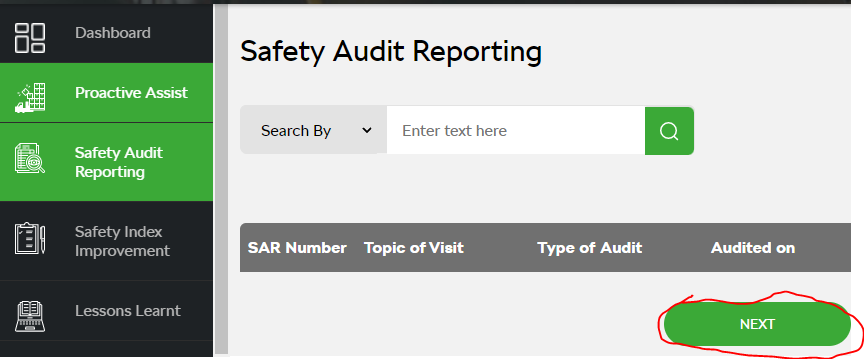 Dashboard
Proactive Assist
Safety Audit
Reporting
Safety Index
Improvement
Lessons Learnt
Safety Audit Reporting
Search By
Enter text here
SAR Number Topic of Visit Type of Audit Audited on
NEXT